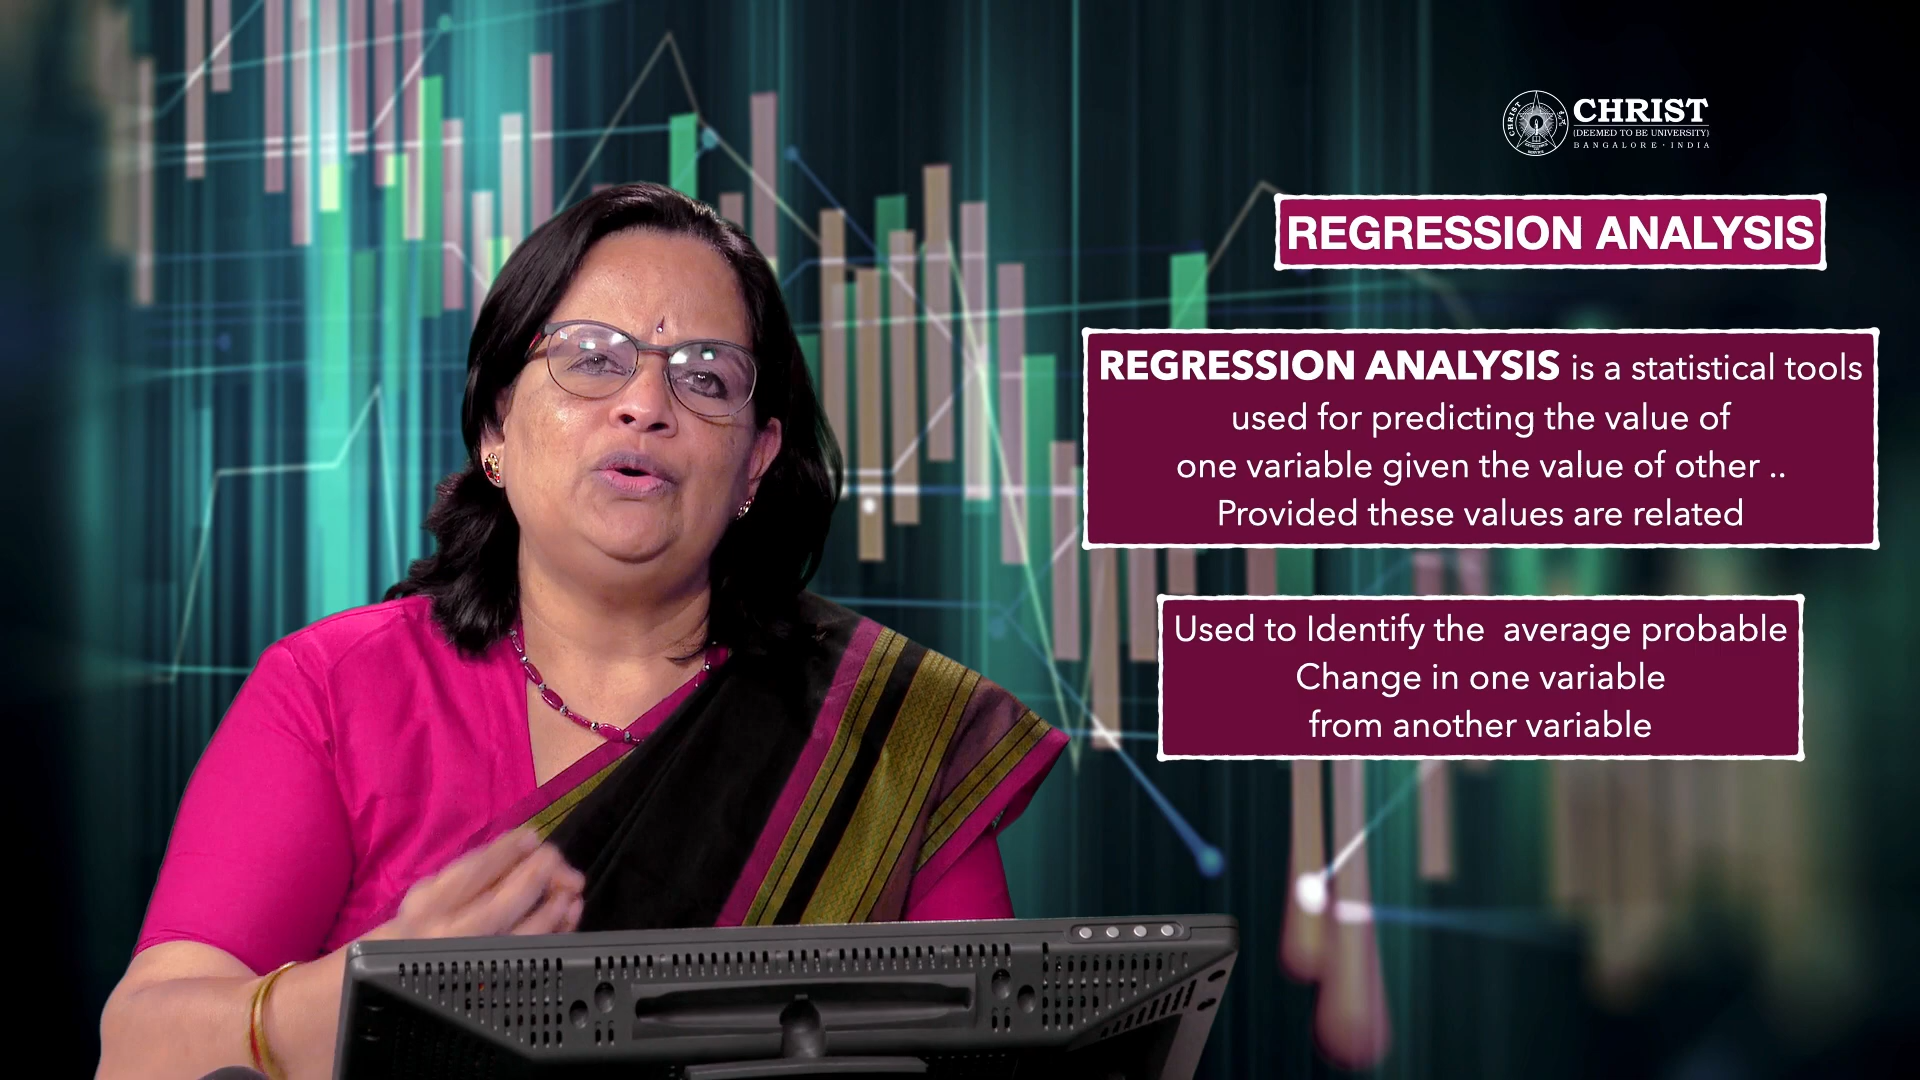 CHRIST
(DEEMED TO BE UNIVERSITY)
BANGALORE · INDIA
REGRESSION ANALYSIS
REGRESSION ANALYSIS is a statistical tools
used for predicting the value of
one variable given the value of other ..
Provided these values are related
Used to Identify the average probable
Change in one variable
from another variable